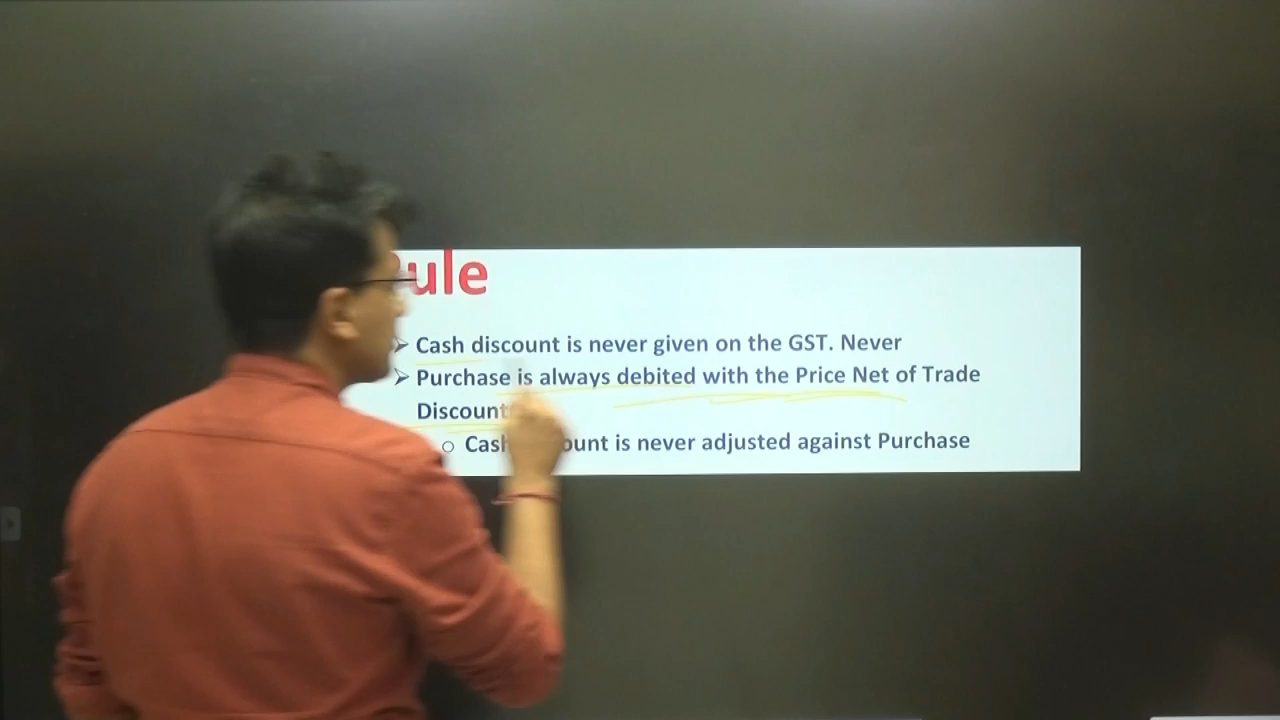 ule
➤ Cash discount is never given on the GST. Never
➤ Purchase is always debited with the Price Net of Trade
Discount
o Cash ount is never adjusted against Purchase